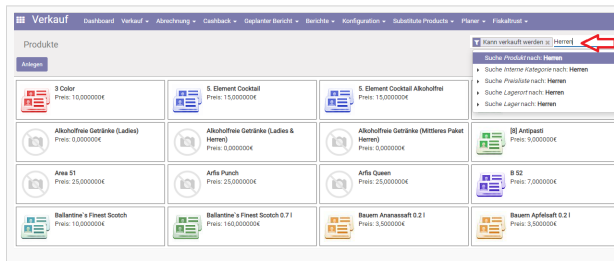 Verkauf Dashboard Verkauf Abrechnung Cashback Geplanter Bericht Berichte Konfiguration Substitute Products Planer Fiskaltrust
Produkte
Kann verkauft werden x Herren
Anlegen
Suche Produkt nach: Herren
Suche Interne Kategorie nach: Herren
Suche Preisliste nach: Herren
Suche Lagerort nach: Herren
Suche Lager nach: Herren
3 Color
Preis: 10,000000€
5. Element Cocktail
Preis: 15,000000€
5. Element Cocktail Alkoholfrei
Preis: 15,000000€
Alkoholfreie Getränke (Ladies)
Preis: 0,000000€
Alkoholfreie Getränke (Ladies &
Herren)
Preis: 0,000000€
Alkoholfreie Getränke (Mittleres Paket
Herren)
Preis: 0,000000€
[8] Antipasti
Preis: 9,000000€
Area 51
Preis: 25,000000€
Arfis Punch
Preis: 25,000000€
Arfis Queen
Preis: 25,000000€
B 52
Preis: 7,000000€
Ballantine`s Finest Scotch
Preis: 10,000000€
Ballantine`s Finest Scotch 0.7 l
Preis: 160,000000€
Bauern Ananassaft 0.2 l
Preis: 3,500000€
Bauern Apfelsaft 0.2 l
Preis: 3,500000€